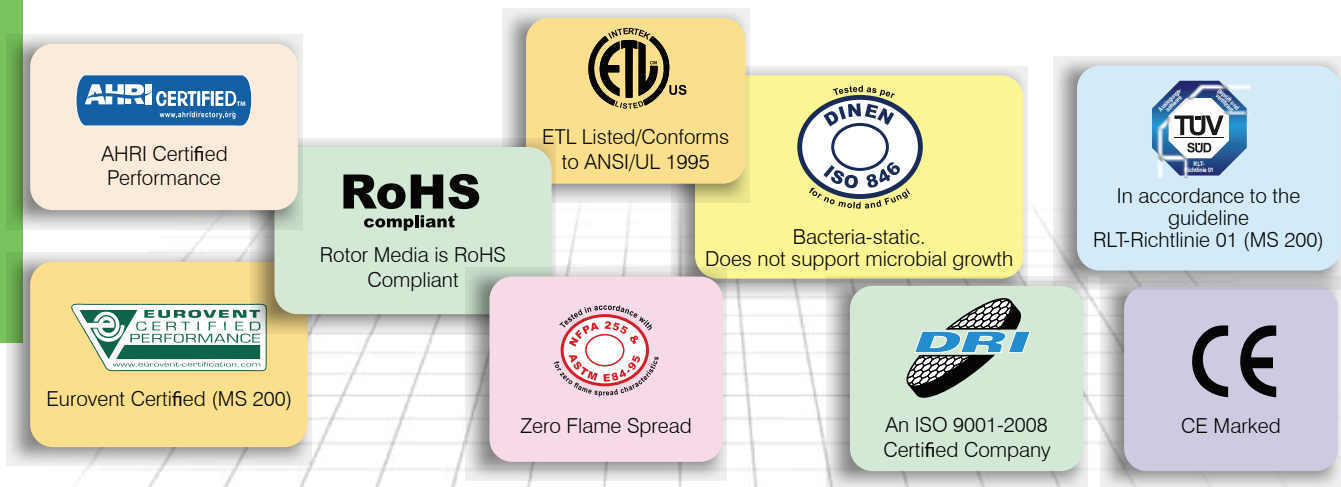 AHRI CERTIFIED™
www.ahridirectory.org
AHRI Certified
Performance
RoHS
compliant
Rotor Media is RoHS
Compliant
EUROVENT
CERTIFIED
PERFORMANCE
www.eurovent-certification.com
Eurovent Certified (MS 200)
INTERTEK
ETL
CM
US
LISTED
ETL Listed/Conforms
to ANSI/UL 1995
Tested in accordance with
NFPA 255 &
ASTM E84-95
for zero flame spread characteristics
Zero Flame Spread
Tested as per
DINEN
ISO 846
for no mold and Fungi
Bacteria-static.
Does not support microbial growth
DRI
An ISO 9001-2008
Certified Company
TÜV
SÜD
RLT-
Richtlinie 01
In accordance to the
guideline
RLT-Richtlinie 01 (MS 200)
CE
CE Marked